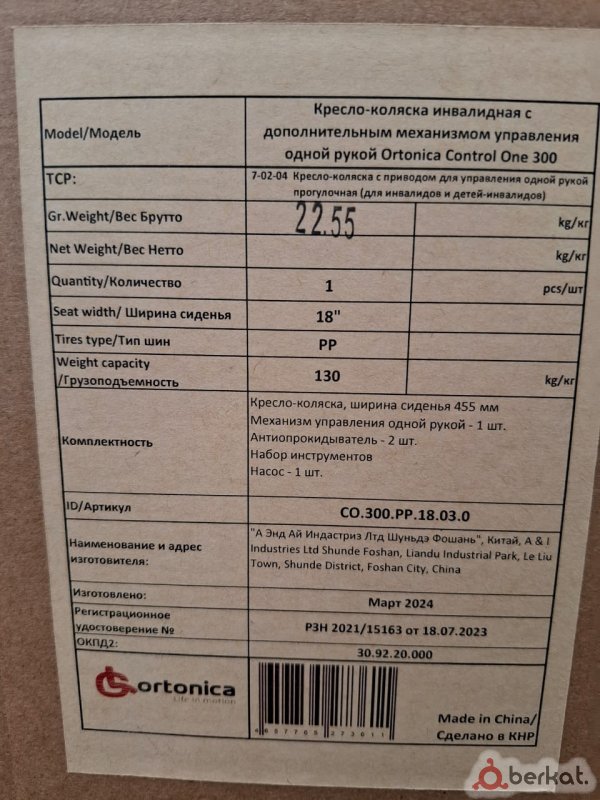 Model/Модель
Кресло-коляска инвалидная с
дополнительным механизмом управления
одной рукой Ortonica Control One 300
ТСР:
7-02-04 Кресло-коляска с приводом для управления одной рукой
прогулочная (для инвалидов и детей-инвалидов)
Gr.Weight/Вес Брутто
22.55
kg/кг
Net Weight/Вес Нетто
kg/кг
Quantity/Количество
1
pcs/шт
Seat width/ Ширина сиденья
18"
Tires type/Тип шин
PP
Weight capacity
/Грузоподъемность
130
kg/кг
Комплектность
Кресло-коляска, ширина сиденья 455 мм
Механизм управления одной рукой - 1 шт.
Антиопрокидыватель - 2 шт.
Набор инструментов
Насос - 1 шт.
ID/Артикул
CO.300.PP.18.03.0
Наименование и адрес
изготовителя:
"А Энд Ай Индастриз Лтд Шуньдэ Фошань", Китай, A & I
Industries Ltd Shunde Foshan, Liandu Industrial Park, Le Liu
Town, Shunde District, Foshan City, China
Изготовлено:
Март 2024
Регистрационное
удостоверение №
РЗН 2021/15163 от 18.07.2023
ОКПД2:
30.92.20.000
ortonica
Life in motion
4657765273611
Made in China/
Сделано в КНР
berkat.